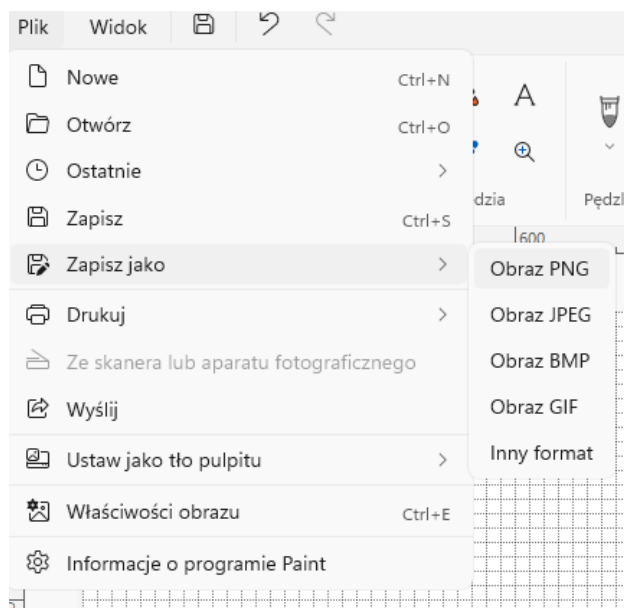 Plik Widok
Nowe Ctrl+N
Otwórz Ctrl+O
Ostatnie
Zapisz Ctrl+S
Zapisz jako
Drukuj
Ze skanera lub aparatu fotograficznego
Wyślij
Ustaw jako tło pulpitu
Właściwości obrazu Ctrl+E
Informacje o programie Paint
A
dzia Pędzl
600
Obraz PNG
Obraz JPEG
Obraz BMP
Obraz GIF
Inny format